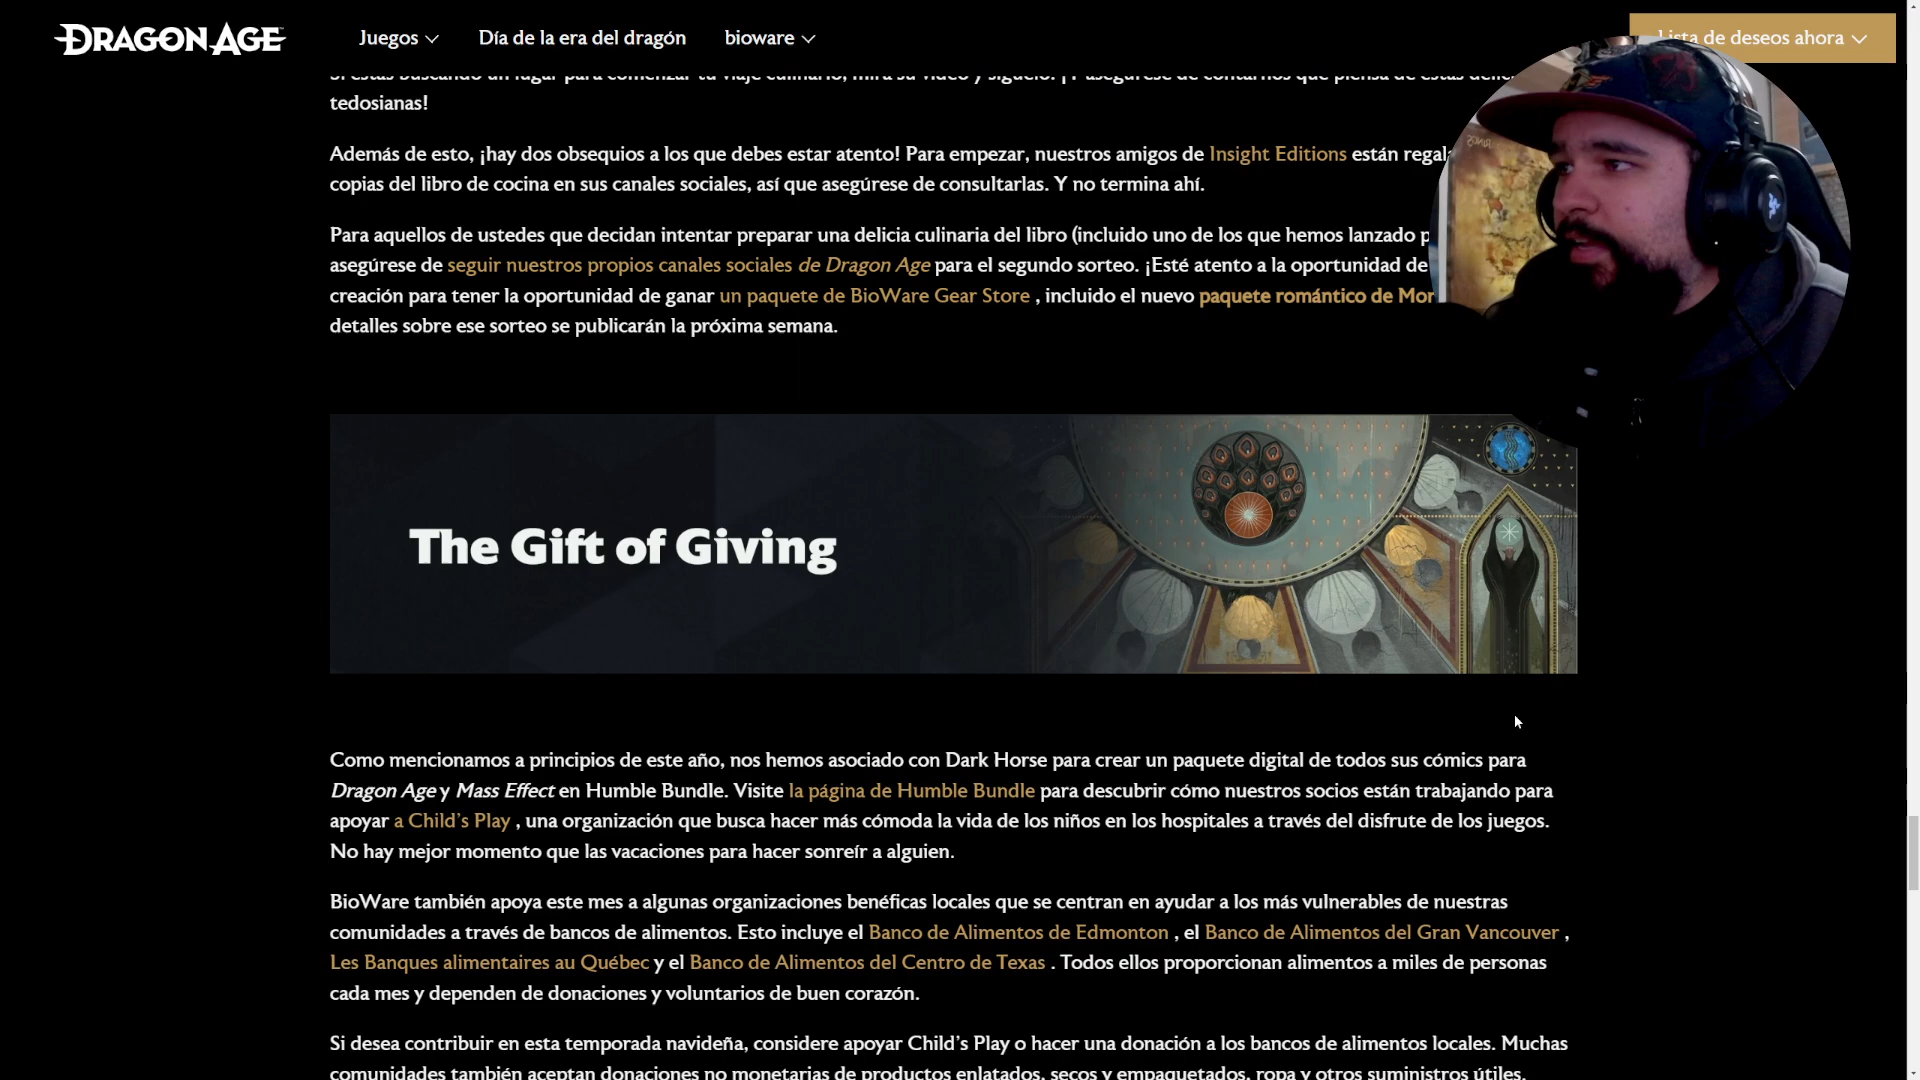 DRAGON AGE
Juegos
Día de la era del dragón
bioware
Lista de deseos ahora
Si estás buscando un lugar para comenzar tu viaje culinario, mira su video y síguelo. ¡Y asegúrese de contarnos qué piensa de estas
tedosianas!
Además de esto, ¡hay dos obsequios a los que debes estar atento! Para empezar, nuestros amigos de Insight Editions están
copias del libro de cocina en sus canales sociales, así que asegúrese de consultarlas. Y no termina ahí.
Para aquellos de ustedes que decidan intentar preparar una delicia culinaria del libro (incluido uno de los que hemos lanzado
asegúrese de seguir nuestros propios canales sociales de Dragon Age para el segundo sorteo. ¡Esté atento a la oportunidad de
creación para tener la oportunidad de ganar un paquete de BioWare Gear Store , incluido el nuevo paquete romántico de
detalles sobre ese sorteo se publicarán la próxima semana.
The Gift of Giving
Como mencionamos a principios de este año, nos hemos asociado con Dark Horse para crear un paquete digital de todos sus cómics para
Dragon Age y Mass Effect en Humble Bundle. Visite la página de Humble Bundle para descubrir cómo nuestros socios están trabajando para
apoyar a Child's Play , una organización que busca hacer más cómoda la vida de los niños en los hospitales a través del disfrute de los juegos.
No hay mejor momento que las vacaciones para hacer sonreír a alguien.
BioWare también apoya este mes a algunas organizaciones benéficas locales que se centran en ayudar a los más vulnerables de nuestras
comunidades a través de bancos de alimentos. Esto incluye el Banco de Alimentos de Edmonton , el Banco de Alimentos del Gran Vancouver ,
Les Banques alimentaires au Québec y el Banco de Alimentos del Centro de Texas . Todos ellos proporcionan alimentos a miles de personas
cada mes y dependen de donaciones y voluntarios de buen corazón.
Si desea contribuir en esta temporada navideña, considere apoyar Child's Play o hacer una donación a los bancos de alimentos locales. Muchas
comunidades también aceptan donaciones no monetarias de productos enlatados, secos y empaquetados, ropa y otros suministros útiles.